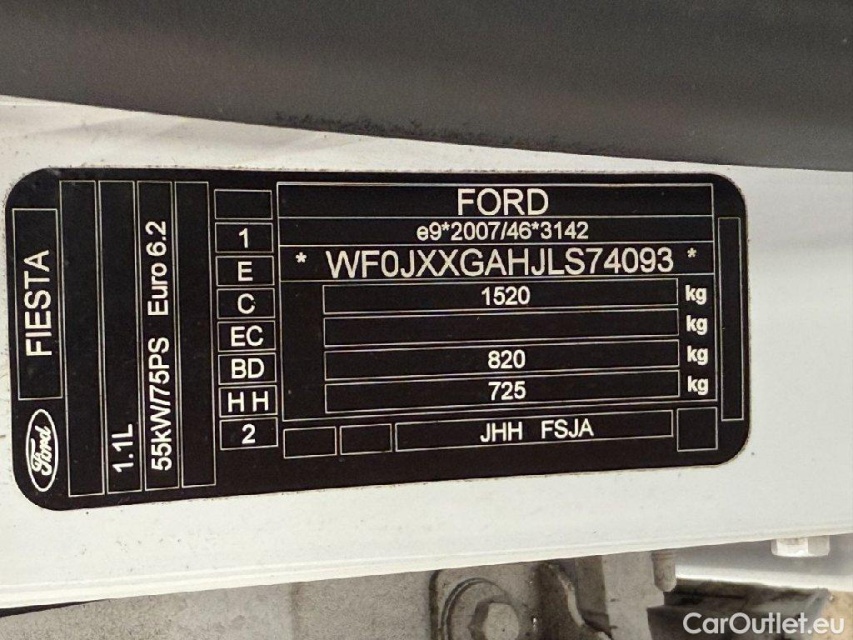 FORD
e9*2007/46*3142
* WF0JXXGAHJLS74093 *
1520 kg
kg
820 kg
725 kg
JHH FSJA
1
E
C
EC
BD
H H
2
FIESTA
Ford
1.1L
55kW/75PS Euro 6.2
CarOutlet.eu